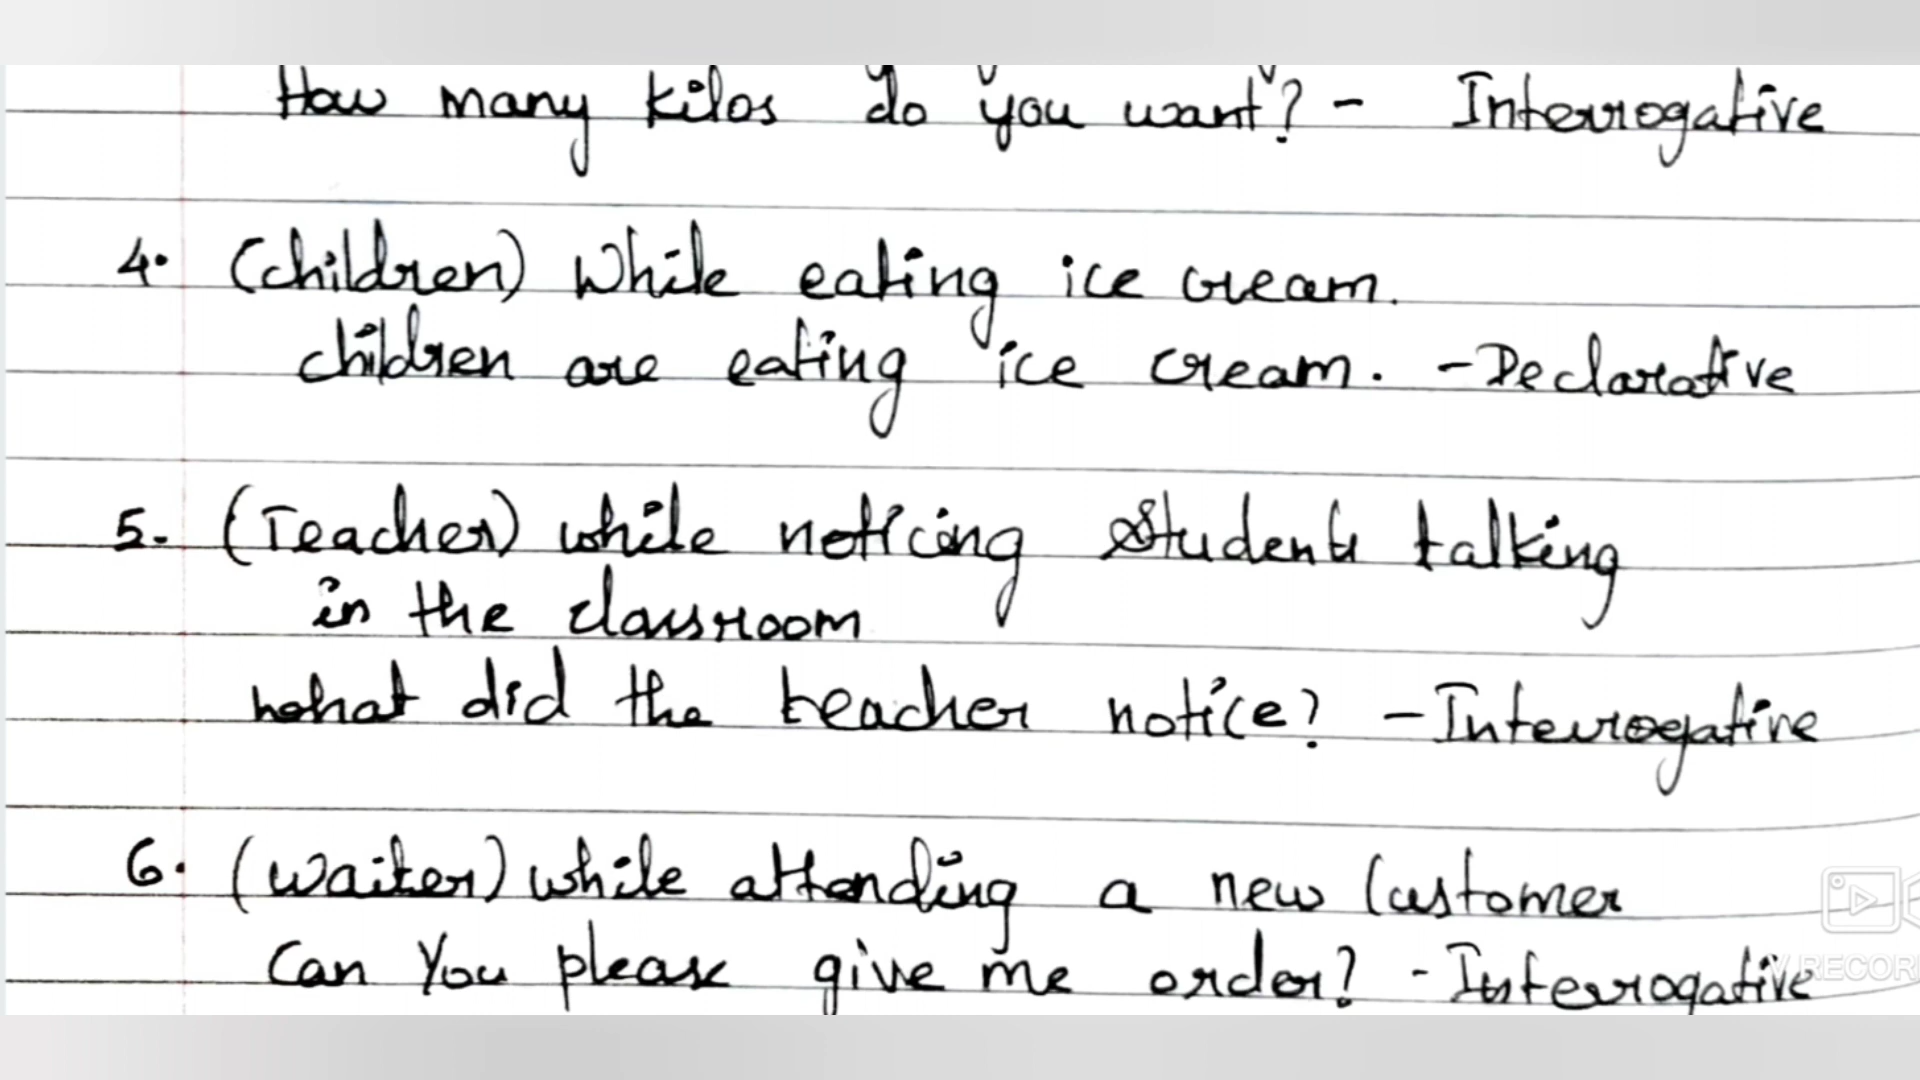 How many kilos do you want? - Interrogative
4. (children) While eating ice cream.
children are eating ice cream. - Declarative
5. (Teacher) while noticing Students talking
in the classroom
what did the teacher notice? - Interrogative
6. (waiter) while attending a new Customer
Can You please give me order? - Interrogative
V RECOR